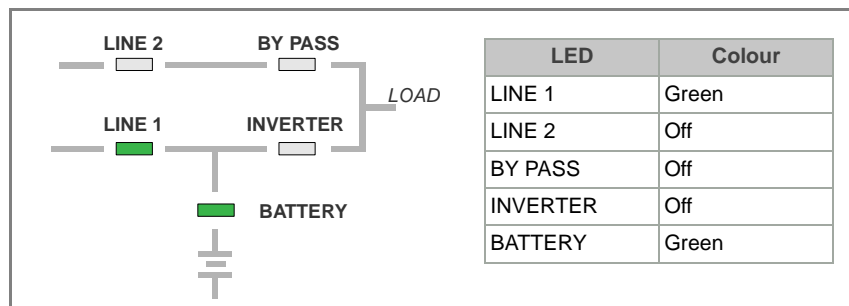 LINE 2 BY PASS
LOAD
LINE 1 INVERTER
BATTERY
LED Colour
LINE 1 Green
LINE 2 Off
BY PASS Off
INVERTER Off
BATTERY Green